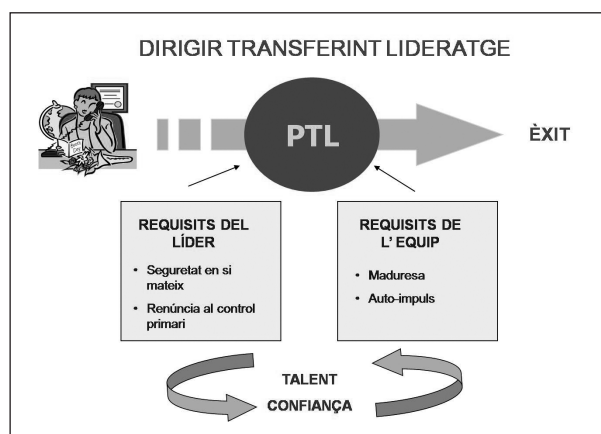 DIRIGIR TRANSFERINT LIDERATGE
PTL
ÈXIT
REQUISITS DEL
LÍDER
• Seguretat en si
mateix
• Renúncia al control
primari
REQUISITS DE
L' EQUIP
• Maduresa
• Auto-impuls
TALENT
CONFIANÇA